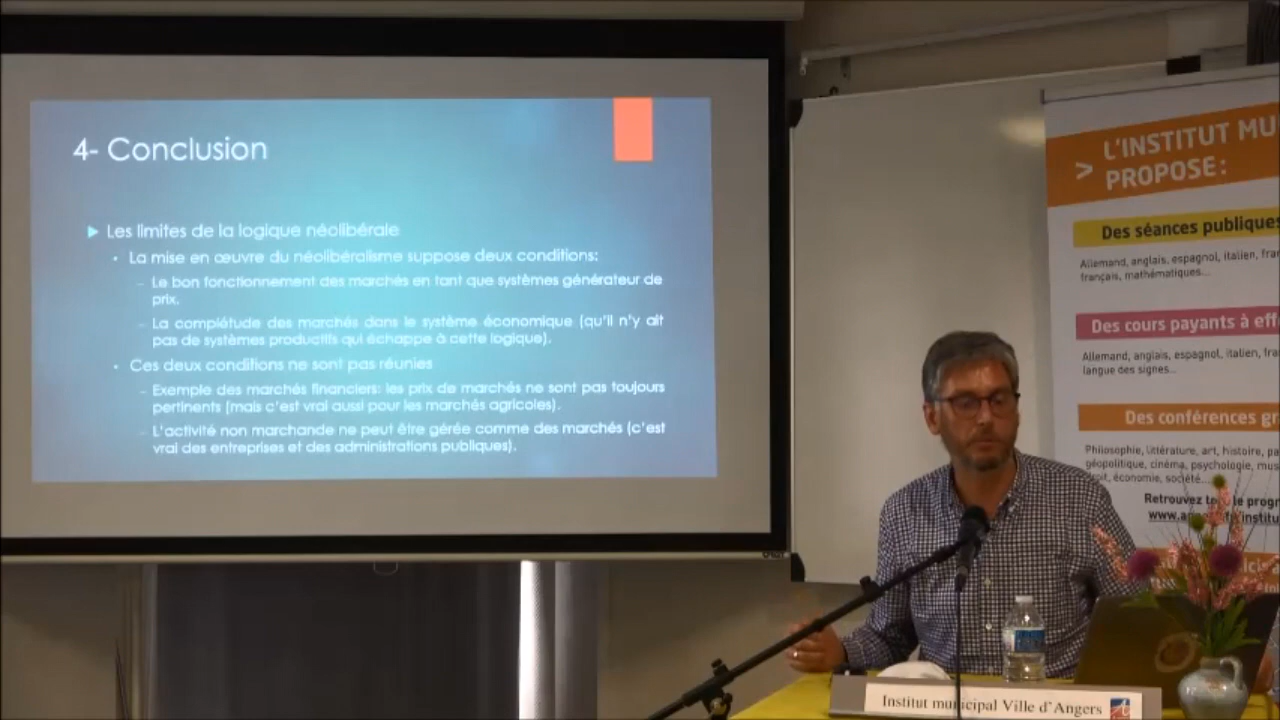 4- Conclusion
Les limites de la logique néolibérale
La mise en œuvre du néolibéralisme suppose deux conditions:
Le bon fonctionnement des marchés en tant que systèmes générateur de
prix.
La complétude des marchés dans le système économique (qu'il n'y ait
pas de systèmes productifs qui échappe à cette logique).
Ces deux conditions ne sont pas réunies
Exemple des marchés financiers: les prix de marchés ne sont pas toujours
pertinents (mais c'est vrai aussi pour les marchés agricoles).
L'activité non marchande ne peut être gérée comme des marchés (c'est
vrai des entreprises et des administrations publiques).
> L'INSTITUT MU
PROPOSE:
Des séances publiques
Allemand, anglais, espagnol, italien, fra
français, mathématiques...
Des cours payants à eff
Allemand, anglais, espagnol, italien, fra
langue des signes...
Des conférences gr
Philosophie, littérature, art, histoire, pa
géopolitique, cinéma, psychologie, mus
droit, économie, société...
Retrouvez le progr
www.
Institut municipal Ville d'Angers